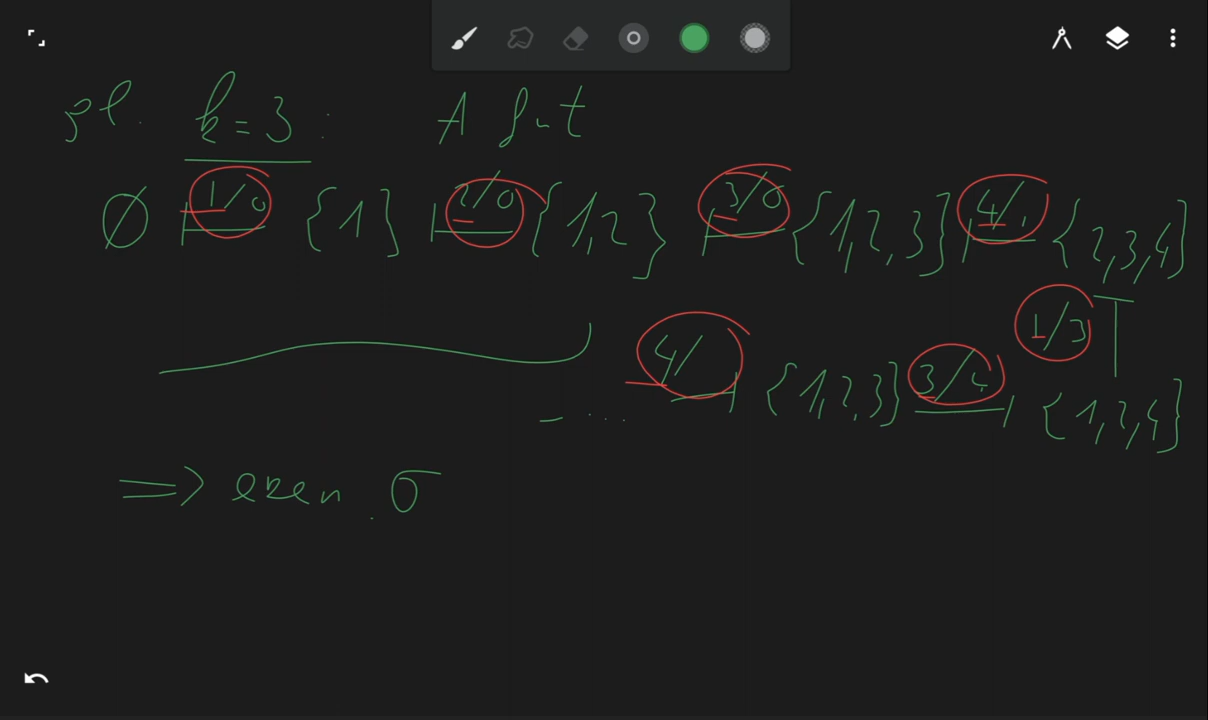 pl. k=3: A fut
∅ 1/0 {1} 2/0 {1,2} 3/0 {1,2,3} 4/1 {2,3,4}
1/3
4/ {1,2,3} 3/4 {1,2,4}
....
=> ezen σ